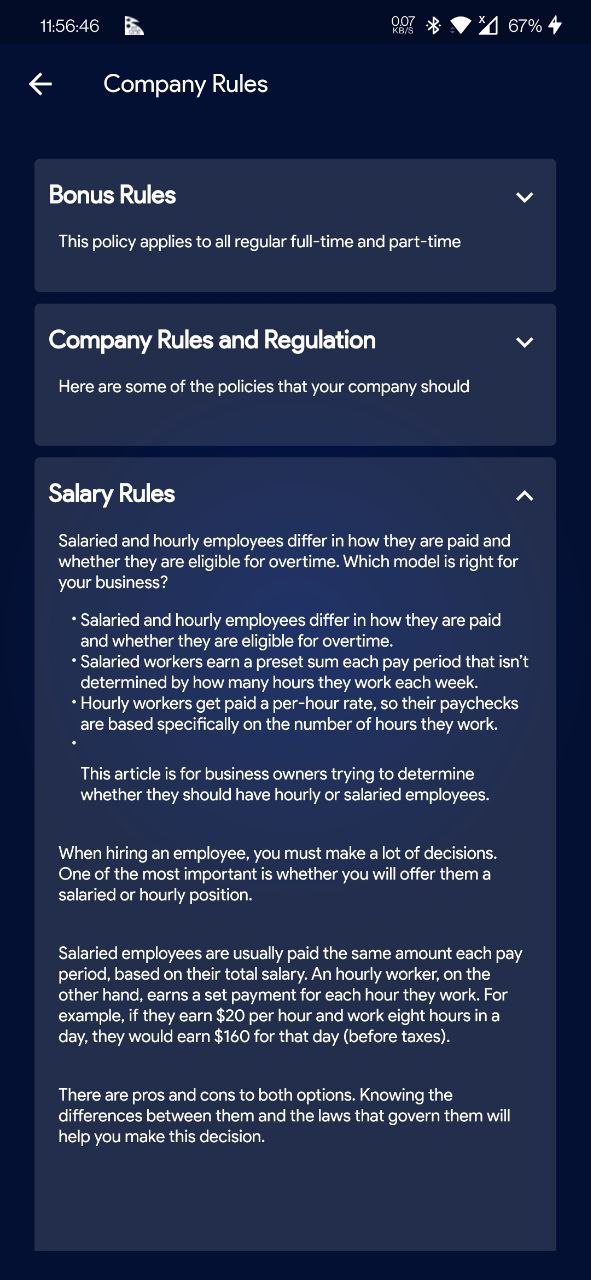 11:56:46
0.07
KB/S
67%
Company Rules
Bonus Rules
This policy applies to all regular full-time and part-time
Company Rules and Regulation
Here are some of the policies that your company should
Salary Rules
Salaried and hourly employees differ in how they are paid and
whether they are eligible for overtime. Which model is right for
your business?
• Salaried and hourly employees differ in how they are paid
and whether they are eligible for overtime.
• Salaried workers earn a preset sum each pay period that isn't
determined by how many hours they work each week.
• Hourly workers get paid a per-hour rate, so their paychecks
are based specifically on the number of hours they work.
•
This article is for business owners trying to determine
whether they should have hourly or salaried employees.
When hiring an employee, you must make a lot of decisions.
One of the most important is whether you will offer them a
salaried or hourly position.
Salaried employees are usually paid the same amount each pay
period, based on their total salary. An hourly worker, on the
other hand, earns a set payment for each hour they work. For
example, if they earn $20 per hour and work eight hours in a
day, they would earn $160 for that day (before taxes).
There are pros and cons to both options. Knowing the
differences between them and the laws that govern them will
help you make this decision.